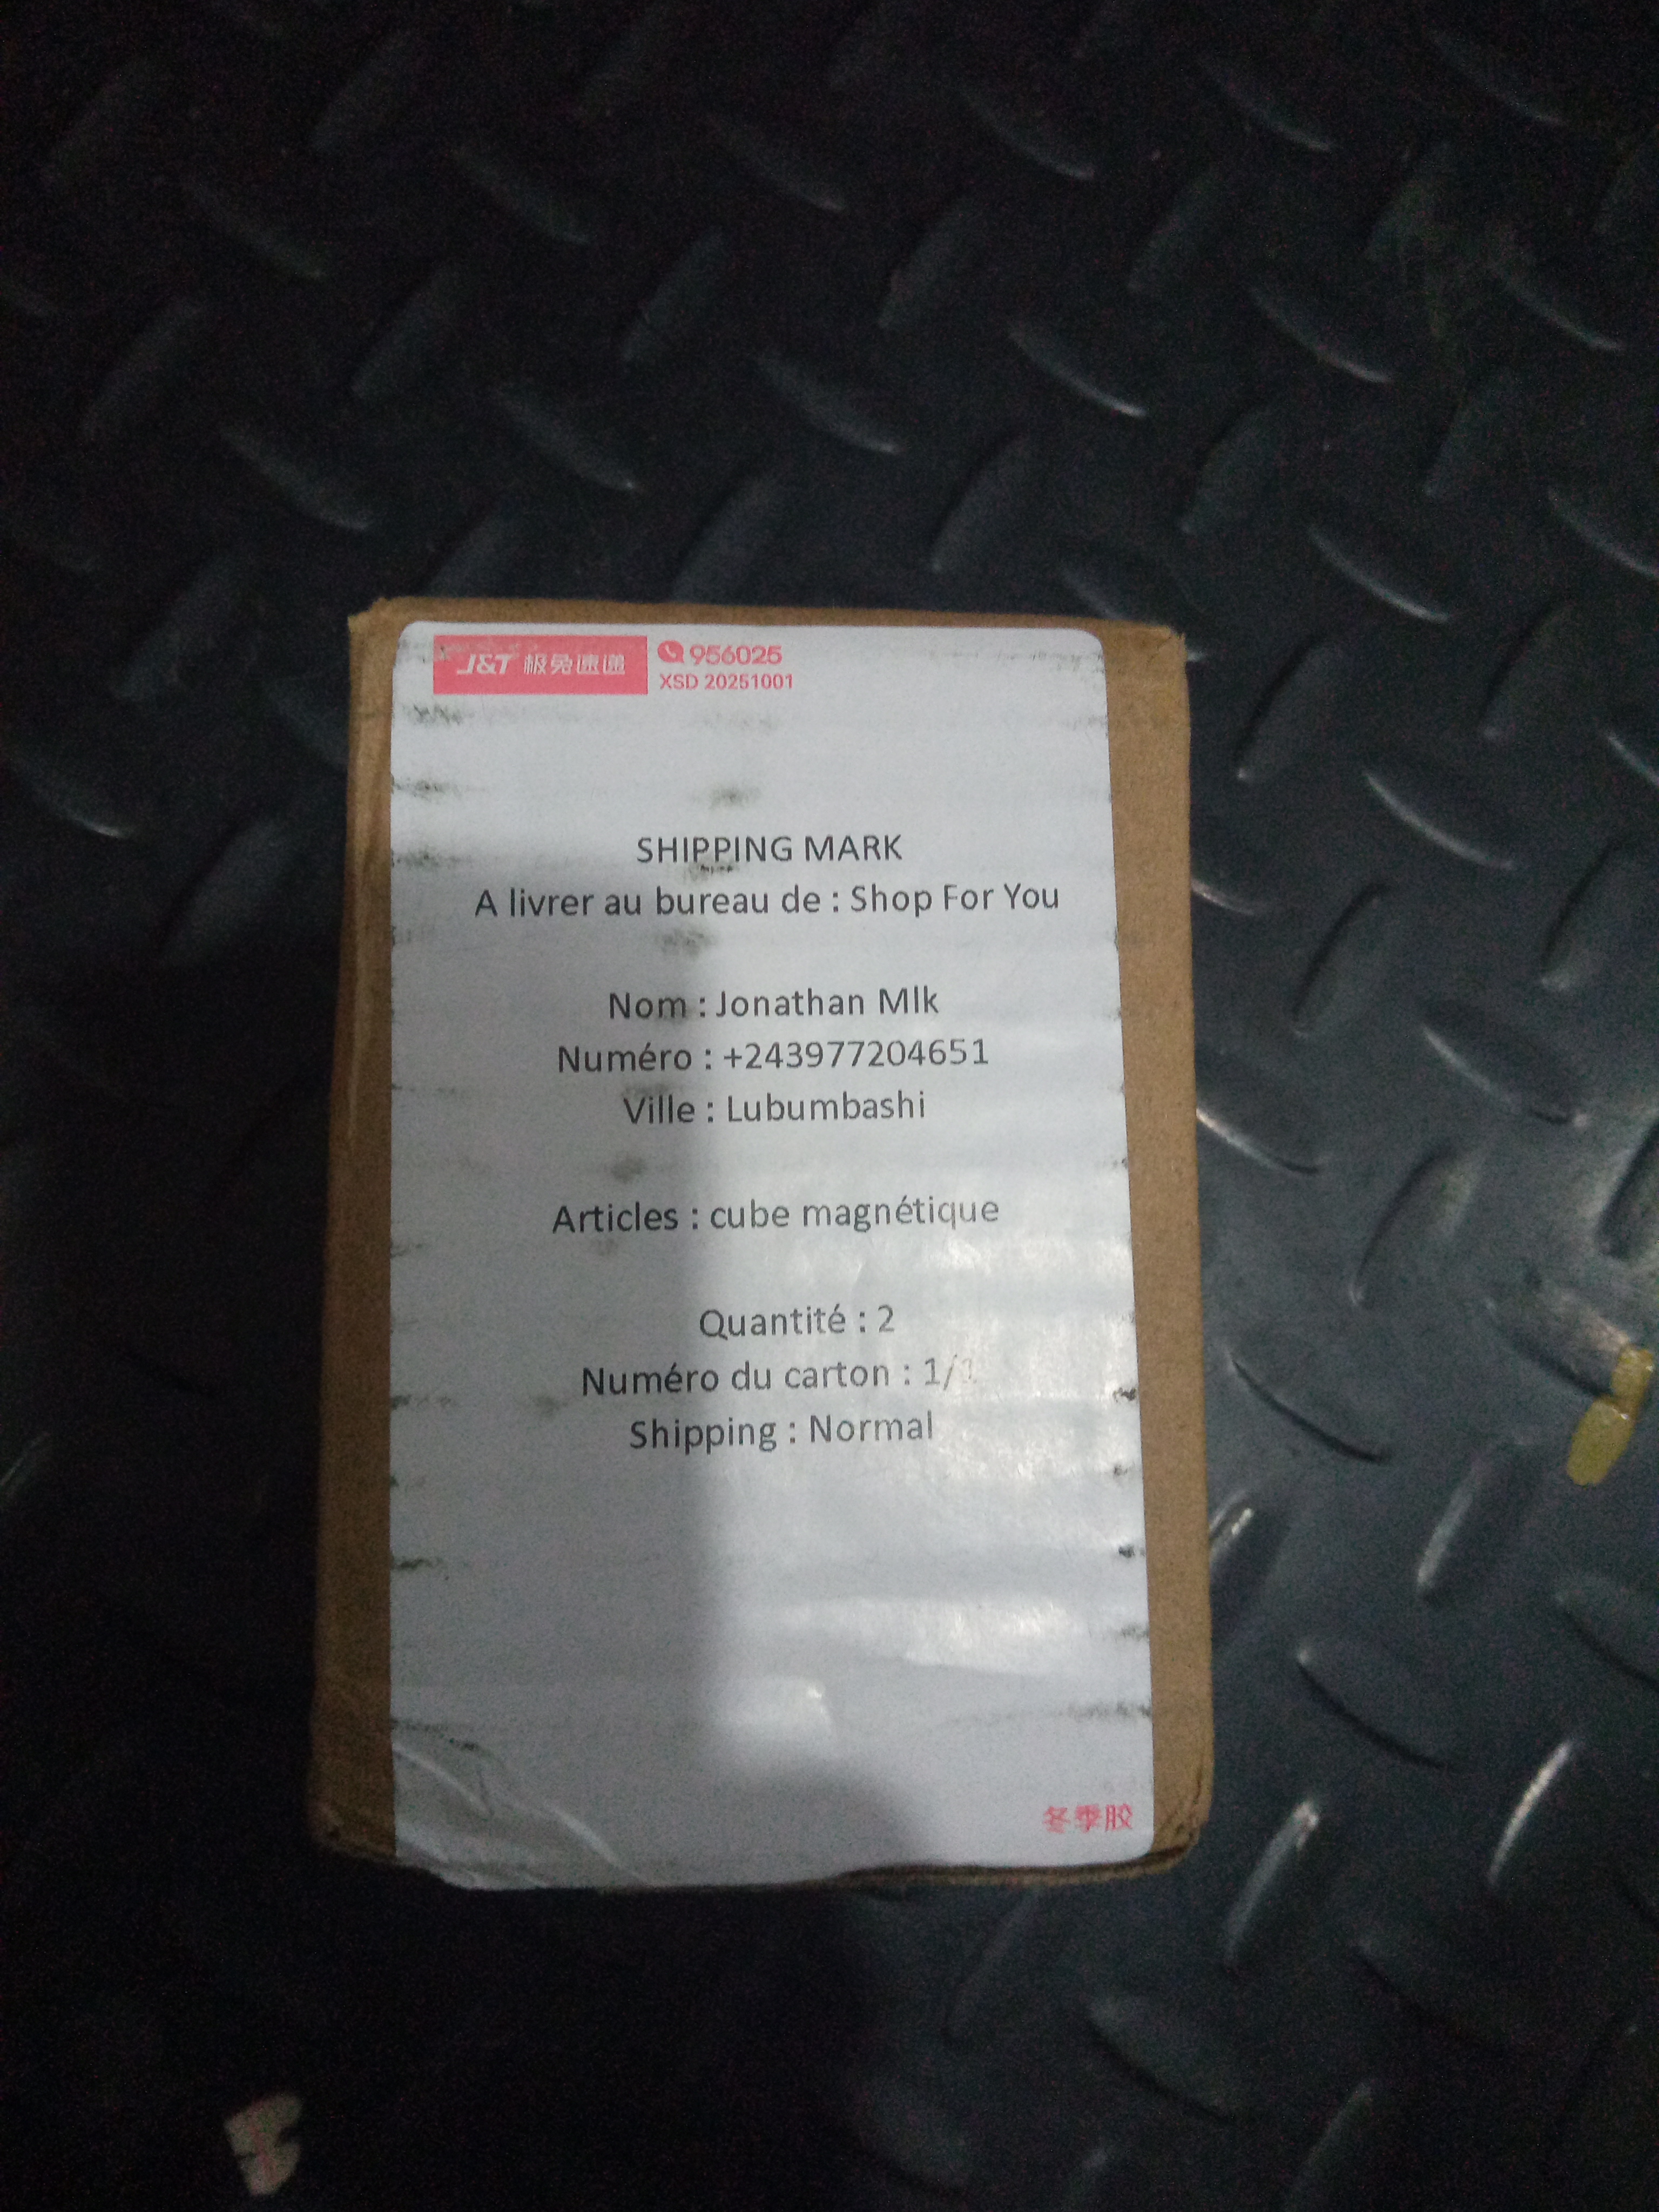 J&T 极兔速递 956025
XSD 20251001
SHIPPING MARK
A livrer au bureau de : Shop For You
Nom : Jonathan Mlk
Numéro : +243977204651
Ville : Lubumbashi
Articles : cube magnétique
Quantité : 2
Numéro du carton : 1/1
Shipping : Normal
冬季胶